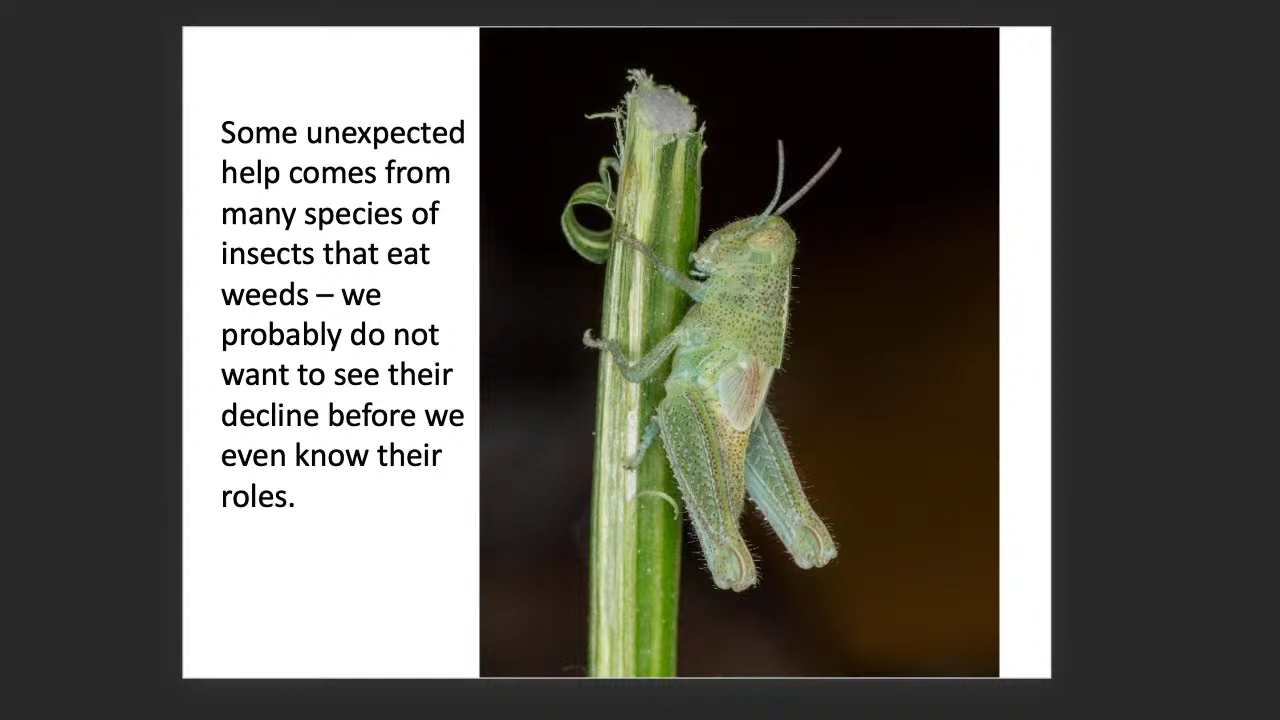 Some unexpected
help comes from
many species of
insects that eat
weeds – we
probably do not
want to see their
decline before we
even know their
roles.